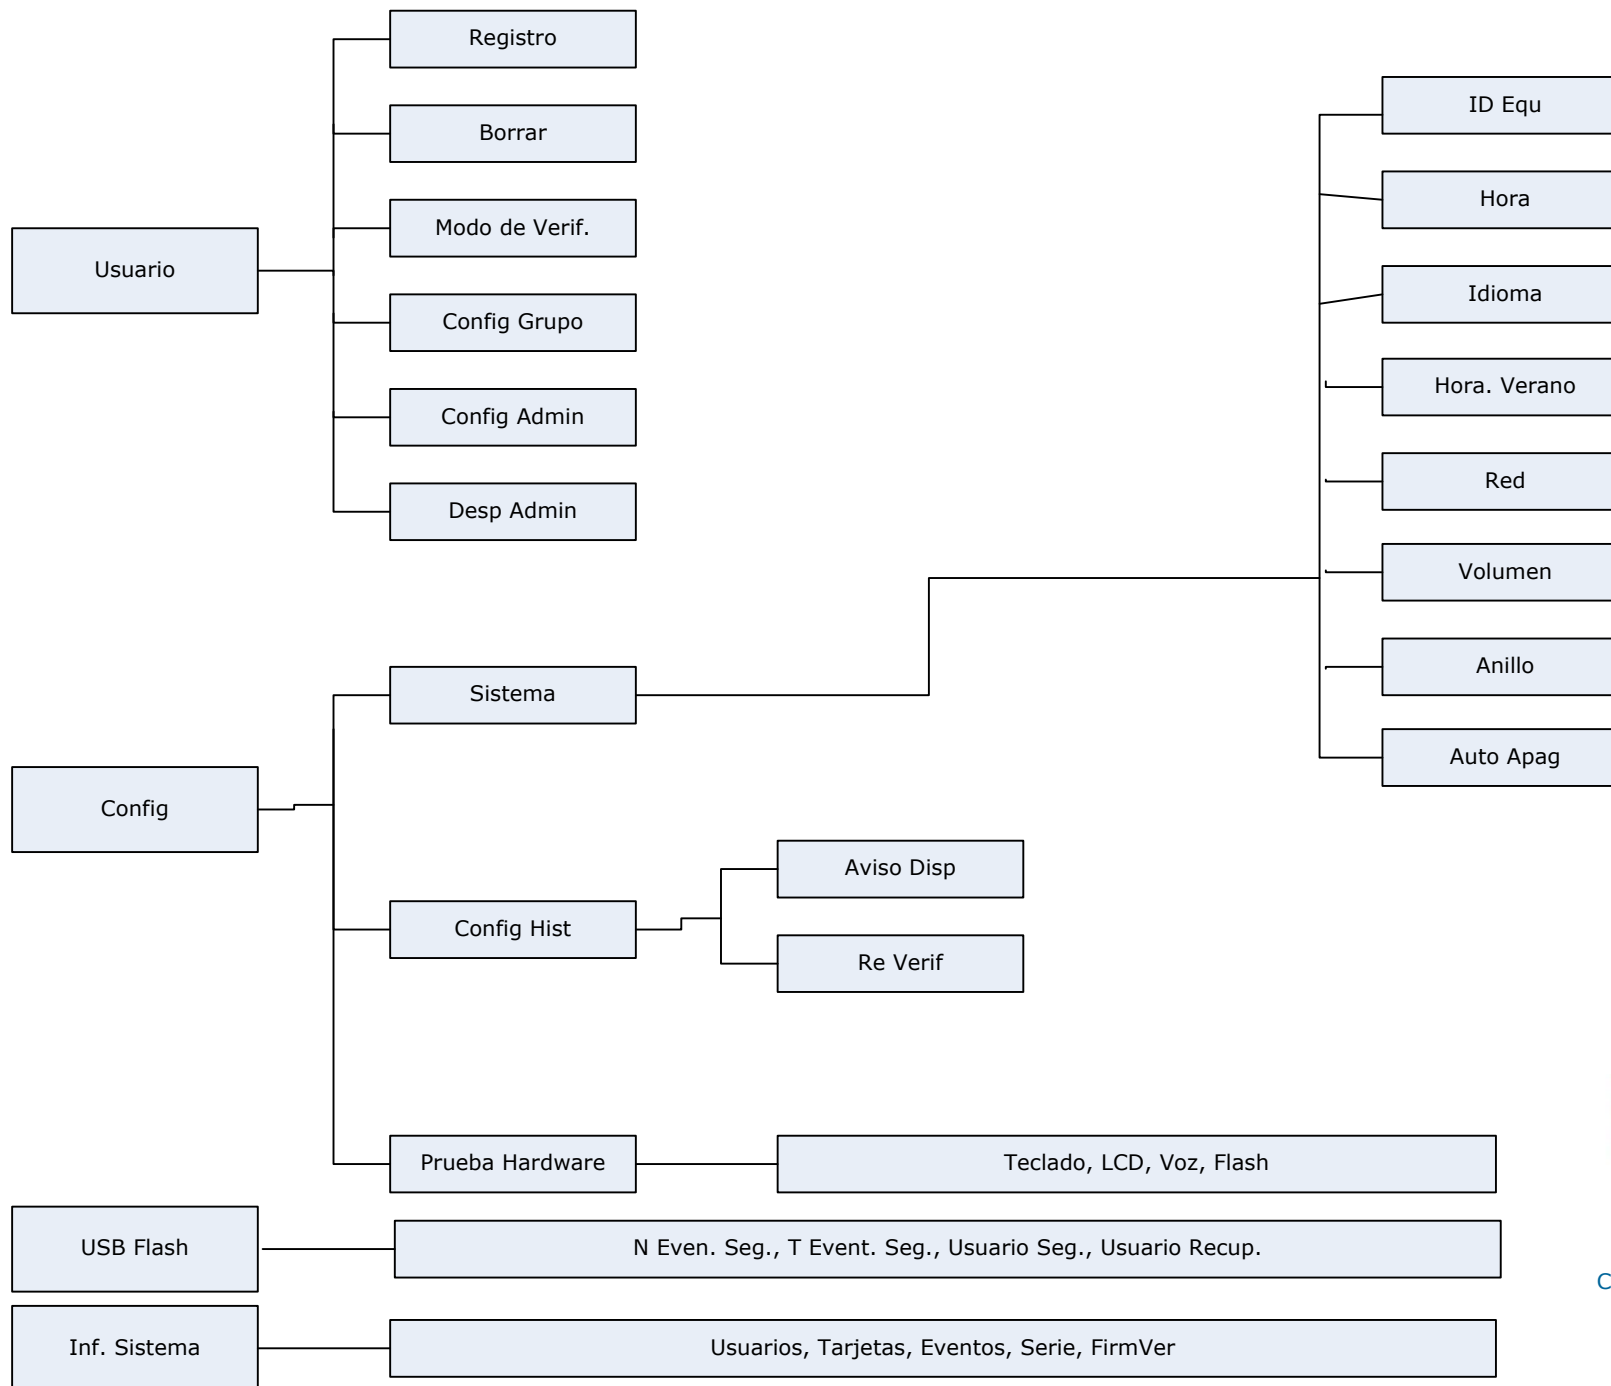 Usuario
Registro
Borrar
Modo de Verif.
Config Grupo
Config Admin
Desp Admin
Config
Sistema
ID Equ
Hora
Idioma
Hora. Verano
Red
Volumen
Anillo
Auto Apag
Config Hist
Aviso Disp
Re Verif
Prueba Hardware
Teclado, LCD, Voz, Flash
USB Flash
N Even. Seg., T Event. Seg., Usuario Seg., Usuario Recup.
Inf. Sistema
Usuarios, Tarjetas, Eventos, Serie, FirmVer
C